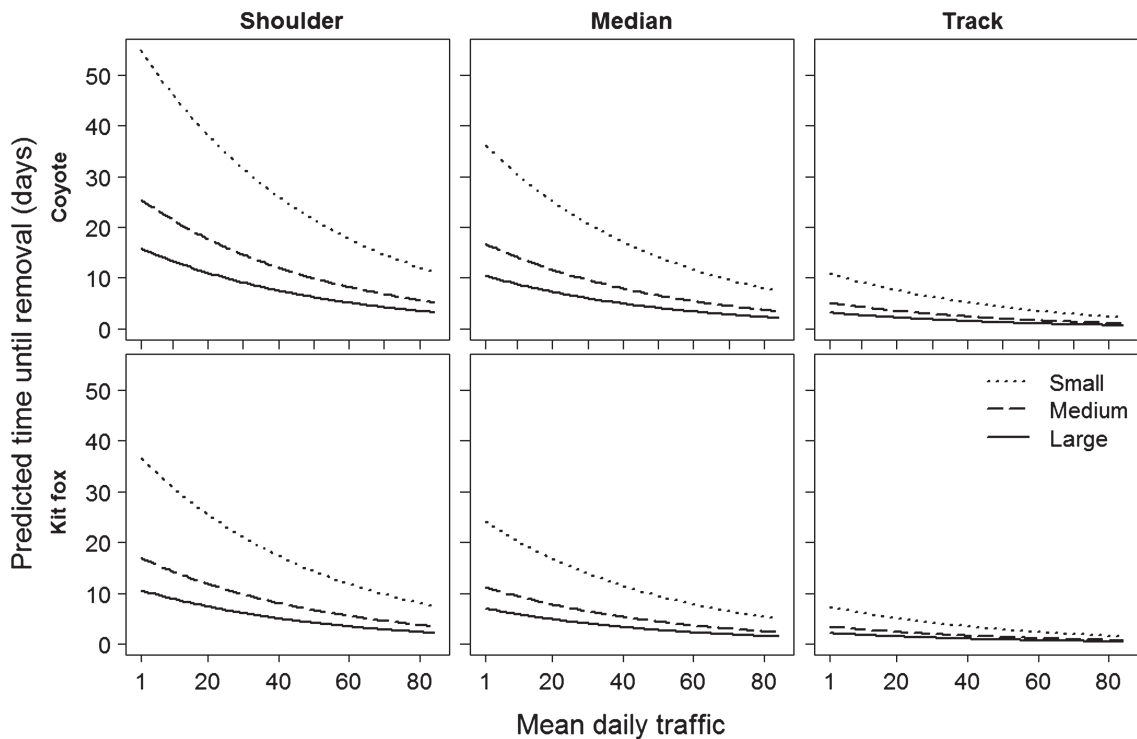 Shoulder Median Track
Predicted time until removal (days)
Coyote
50
40
30
20
10
0
Kit fox
50
40
30
20
10
0
Small
Medium
Large
1 20 40 60 80 1 20 40 60 80 1 20 40 60 80
Mean daily traffic